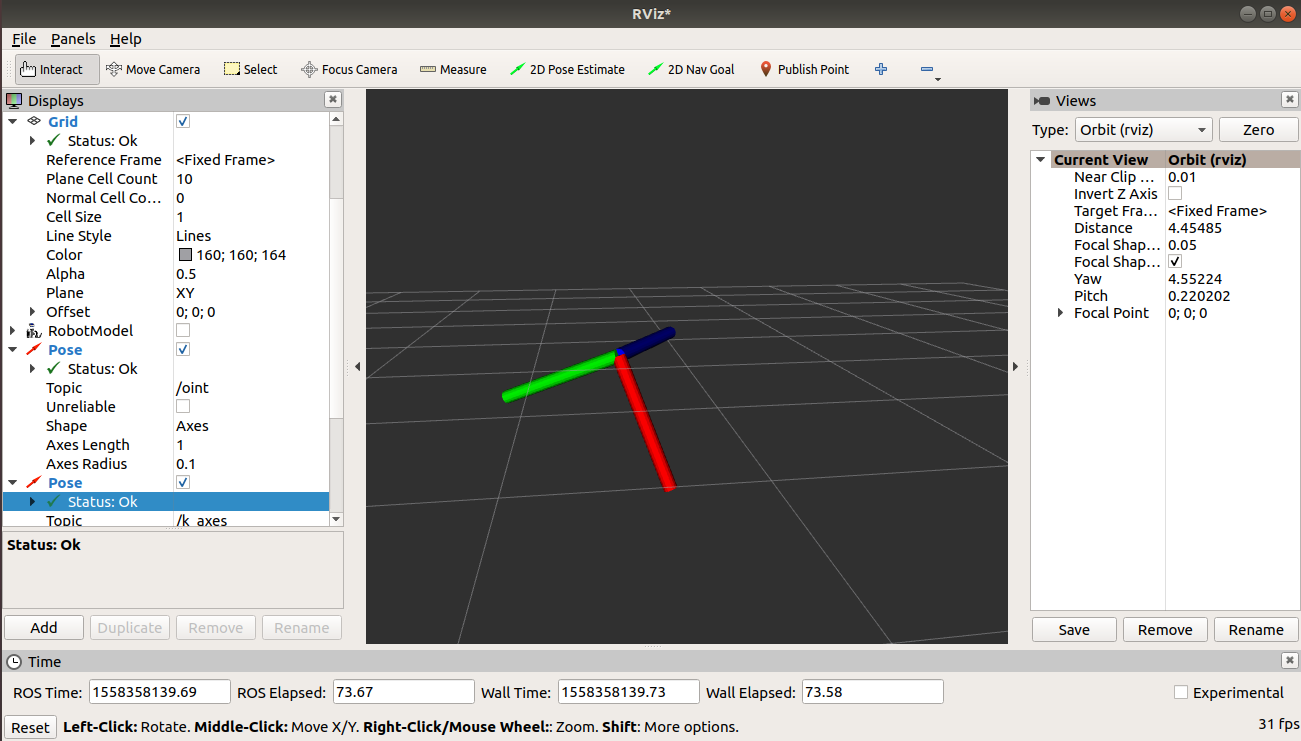 RViz*
File Panels Help
Interact Move Camera Select Focus Camera Measure 2D Pose Estimate 2D Nav Goal Publish Point
Displays
Grid
Status: Ok
Reference Frame <Fixed Frame>
Plane Cell Count 10
Normal Cell Co... 0
Cell Size 1
Line Style Lines
Color 160; 160; 164
Alpha 0.5
Plane XY
Offset 0; 0; 0
RobotModel
Pose
Status: Ok
Topic /oint
Unreliable
Shape Axes
Axes Length 1
Axes Radius 0.1
Pose
Status: Ok
Topic /k_axes
Status: Ok
Add Duplicate Remove Rename
Views
Type: Orbit (rviz) Zero
Current View Orbit (rviz)
Near Clip ... 0.01
Invert Z Axis
Target Fra... <Fixed Frame>
Distance 4.45485
Focal Shap... 0.05
Focal Shap...
Yaw 4.55224
Pitch 0.220202
Focal Point 0; 0; 0
Save Remove Rename
Time
ROS Time: 1558358139.69 ROS Elapsed: 73.67 Wall Time: 1558358139.73 Wall Elapsed: 73.58 Experimental
Reset Left-Click: Rotate. Middle-Click: Move X/Y. Right-Click/Mouse Wheel:: Zoom. Shift: More options. 31 fps